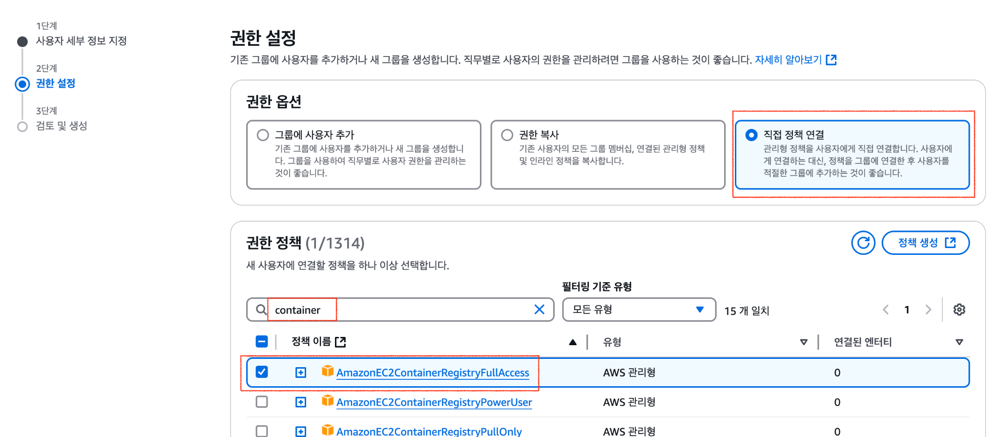 1단계
사용자 세부 정보 지정
2단계
권한 설정
3단계
검토 및 생성
권한 설정
기존 그룹에 사용자를 추가하거나 새 그룹을 생성합니다. 직무별로 사용자의 권한을 관리하려면 그룹을 사용하는 것이 좋습니다. 자세히 알아보기
권한 옵션
그룹에 사용자 추가
기존 그룹에 사용자를 추가하거나 새 그룹을 생성합니
다. 그룹을 사용하여 직무별로 사용자 권한을 관리하는
것이 좋습니다.
권한 복사
기존 사용자의 모든 그룹 멤버십, 연결된 관리형 정책
및 인라인 정책을 복사합니다.
직접 정책 연결
관리형 정책을 사용자에게 직접 연결합니다. 사용자에
게 연결하는 대신, 정책을 그룹에 연결한 후 사용자를
적절한 그룹에 추가하는 것이 좋습니다.
권한 정책 (1/1314)
정책 생성
새 사용자에 연결할 정책을 하나 이상 선택합니다.
필터링 기준 유형
container
모든 유형
15 개 일치
1
정책 이름 유형 연결된 엔터티
AmazonEC2ContainerRegistryFullAccess AWS 관리형 0
AmazonEC2ContainerRegistryPowerUser AWS 관리형 0
AmazonEC2ContainerRegistryPullOnly AWS 관리형 0